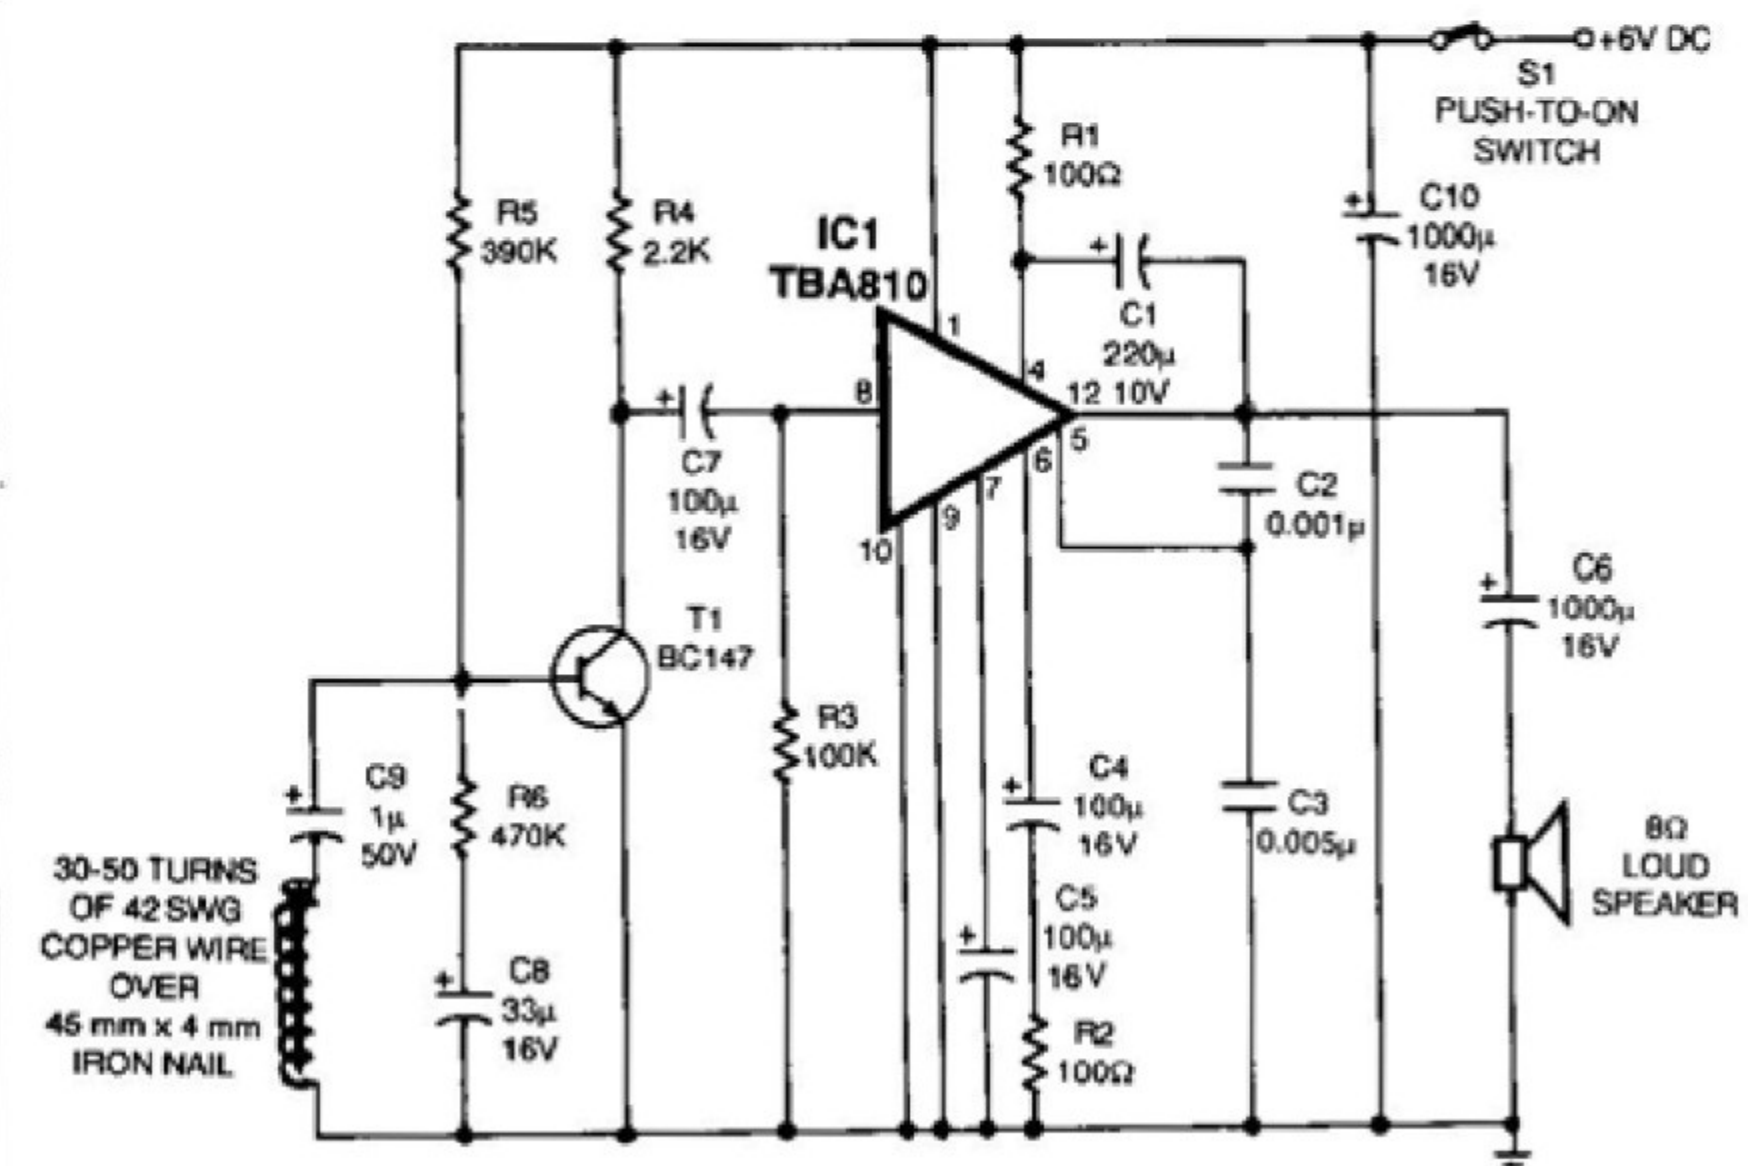 +6V DC
S1
PUSH-TO-ON
SWITCH
R1
100Ω
C10
1000µ
16V
R5
390K
R4
2.2K
IC1
TBA810
+
1
4
+
C1
220µ
10V
12
8
5
6
7
9
10
+
C7
100µ
16V
C2
0.001µ
+
C6
1000µ
16V
T1
BC147
R3
100K
+
C9
1µ
50V
R6
470K
+
C4
100µ
16V
C3
0.005µ
8Ω
LOUD
SPEAKER
30-50 TURNS
OF 42 SWG
COPPER WIRE
OVER
45 mm x 4 mm
IRON NAIL
+
C8
33µ
16V
+
C5
100µ
16V
R2
100Ω